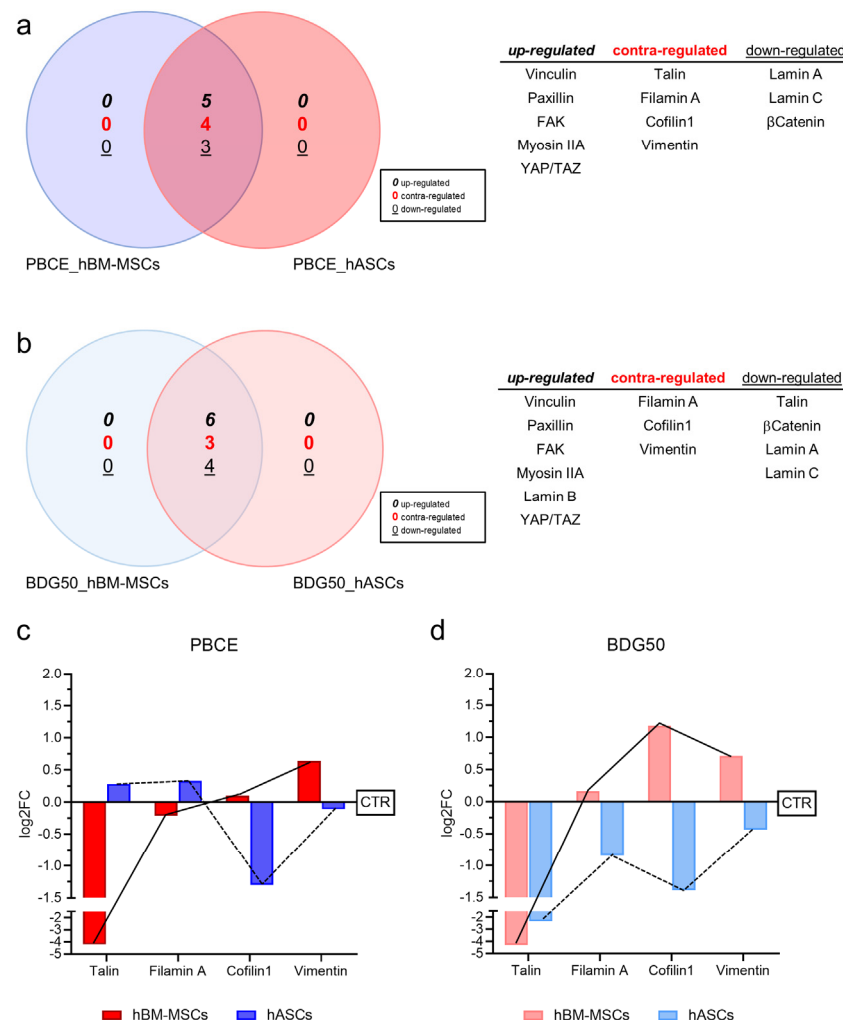 a
up-regulated contra-regulated down-regulated
Vinculin Talin Lamin A
Paxillin Filamin A Lamin C
FAK Cofilin1 βCatenin
Myosin IIA Vimentin
YAP/TAZ
0 5 0
0 4 0
0 3 0
0 up-regulated
0 contra-regulated
0 down-regulated
PBCE_hBM-MSCs PBCE_hASCs
b
up-regulated contra-regulated down-regulated
Vinculin Filamin A Talin
Paxillin Cofilin1 βCatenin
FAK Vimentin Lamin A
Myosin IIA Lamin C
Lamin B
YAP/TAZ
0 6 0
0 3 0
0 4 0
0 up-regulated
0 contra-regulated
0 down-regulated
BDG50_hBM-MSCs BDG50_hASCs
c
PBCE
log2FC
2.0
1.5
1.0
0.5
0.0
-0.5
-1.0
-1.5
-2
-3
-4
-5
CTR
Talin Filamin A Cofilin1 Vimentin
hBM-MSCs hASCs
d
BDG50
log2FC
2.0
1.5
1.0
0.5
0.0
-0.5
-1.0
-1.5
-2
-3
-4
-5
CTR
Talin Filamin A Cofilin1 Vimentin
hBM-MSCs hASCs